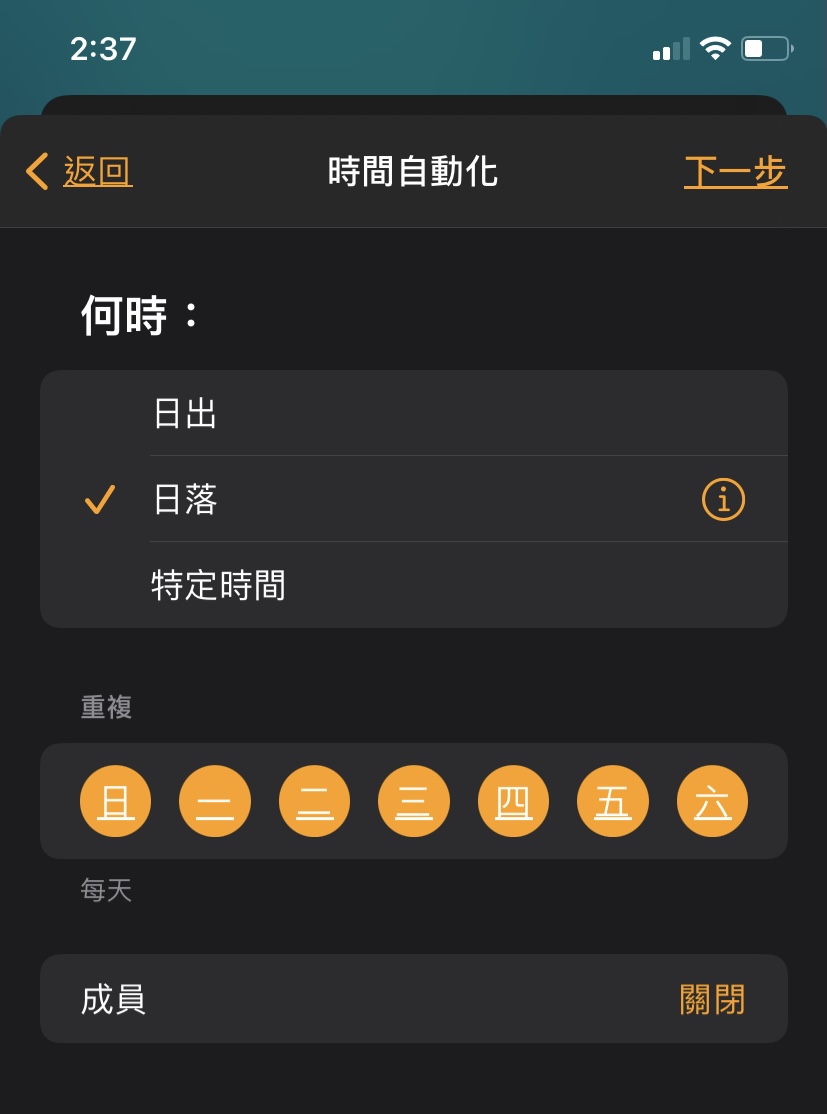 2:37
返回 時間自動化 下一步
何時：
日出
日落
特定時間
重複
日 一 二 三 四 五 六
每天
成員 關閉